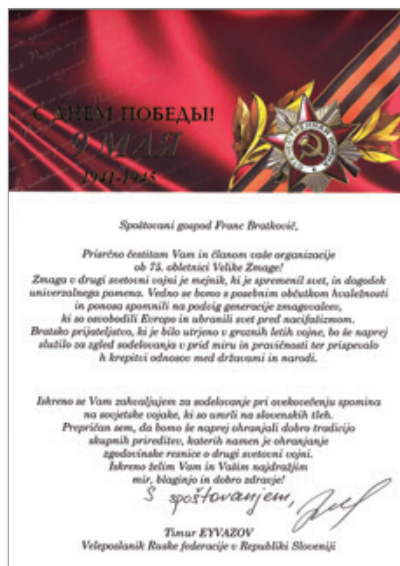 С ДНЕМ ПОБЕДЫ!
9 МАЯ
1941-1945
Spoštovani gospod Franc Bratkovič,
Prisrčno čestitam Vam in članom vaše organizacije
ob 75. obletnici Velike Zmage!
Zmaga v drugi svetovni vojni je mejnik, ki je spremenil svet, in dogodek
univerzalnega pomena. Vedno se bomo s posebnim občutkom hvaležnosti
in ponosa spomnili na podvig generacije zmagovalcev,
ki so osvobodili Evropo in ubranili svet pred nacifašizmom.
Bratsko prijateljstvo, ki je bilo utrjeno v groznih letih vojne, bo še naprej
služilo za zgled sodelovanja v prid miru in pravičnosti ter prispevalo
h krepitvi odnosov med državami in narodi.
Iskreno se Vam zahvaljujem za sodelovanje pri ovekovečenju spomina
na sovjetske vojake, ki so umrli na slovenskih tleh.
Prepričan sem, da bomo še naprej ohranjali dobro tradicijo
skupnih prireditev, katerih namen je ohranjanje
zgodovinske resnice o drugi svetovni vojni.
Iskreno želim Vam in Vašim najdražjim
mir, blaginjo in dobro zdravje!
S spoštovanjem,
Timur EYVAZOV
Veleposlanik Ruske federacije v Republiki Sloveniji